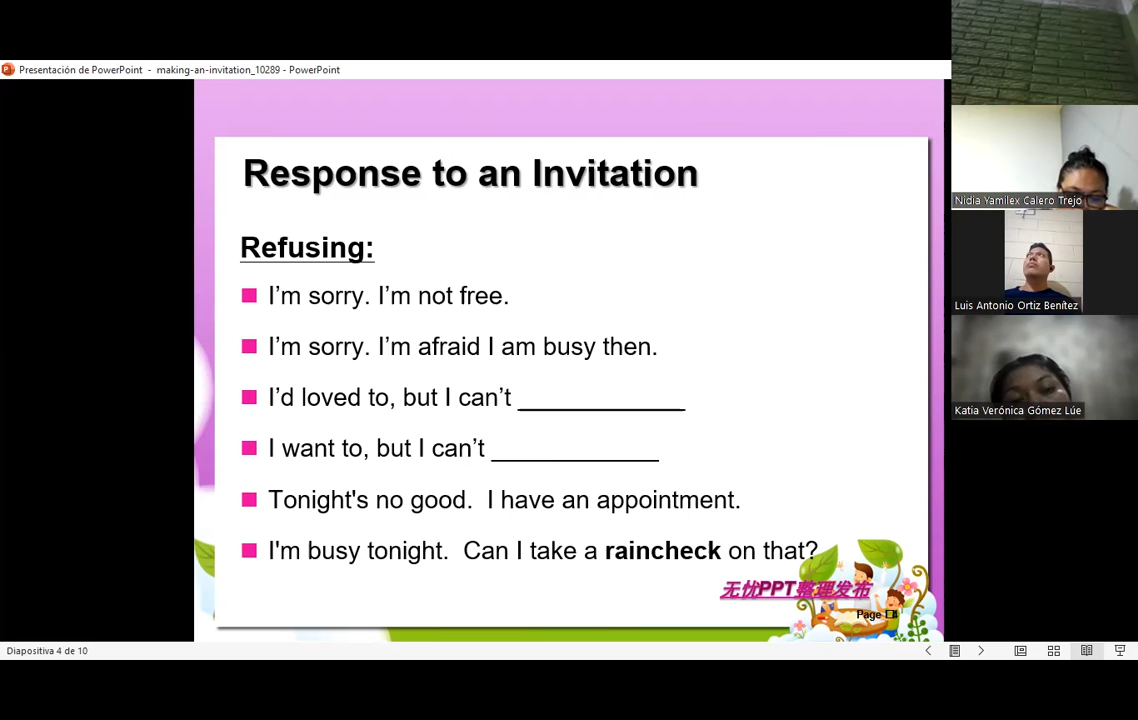 Presentación de PowerPoint - making-an-invitation_10289 - PowerPoint
Response to an Invitation
Refusing:
I’m sorry. I’m not free.
I’m sorry. I’m afraid I am busy then.
I’d loved to, but I can’t ____________
I want to, but I can’t ____________
Tonight's no good. I have an appointment.
I'm busy tonight. Can I take a raincheck on that?
无忧PPT整理发布
Page
Diapositiva 4 de 10
Nidia Yamilex Calero Trejo
Luis Antonio Ortiz Benítez
Katia Verónica Gómez Lúe